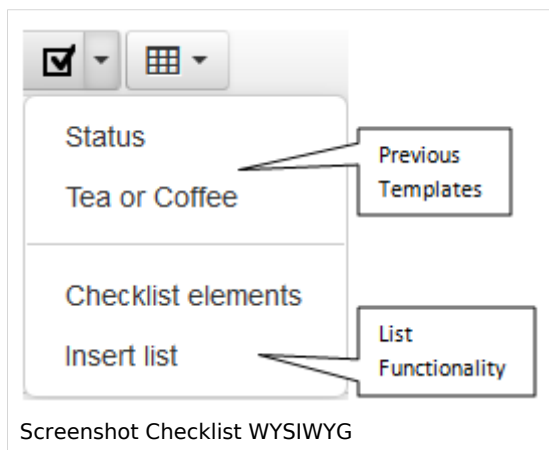 Status
Tea or Coffee
Previous
Templates
Checklist elements
Insert list
List
Functionality
Screenshot Checklist WYSIWYG